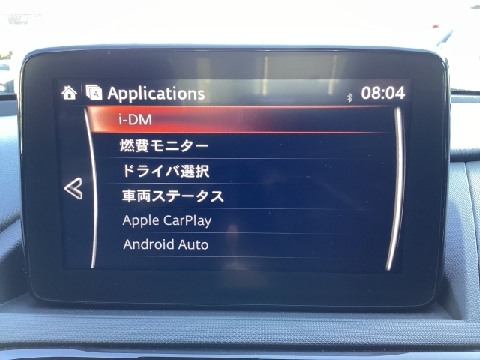 Applications
08:04
i-DM
燃費モニター
ドライバ選択
車両ステータス
Apple CarPlay
Android Auto